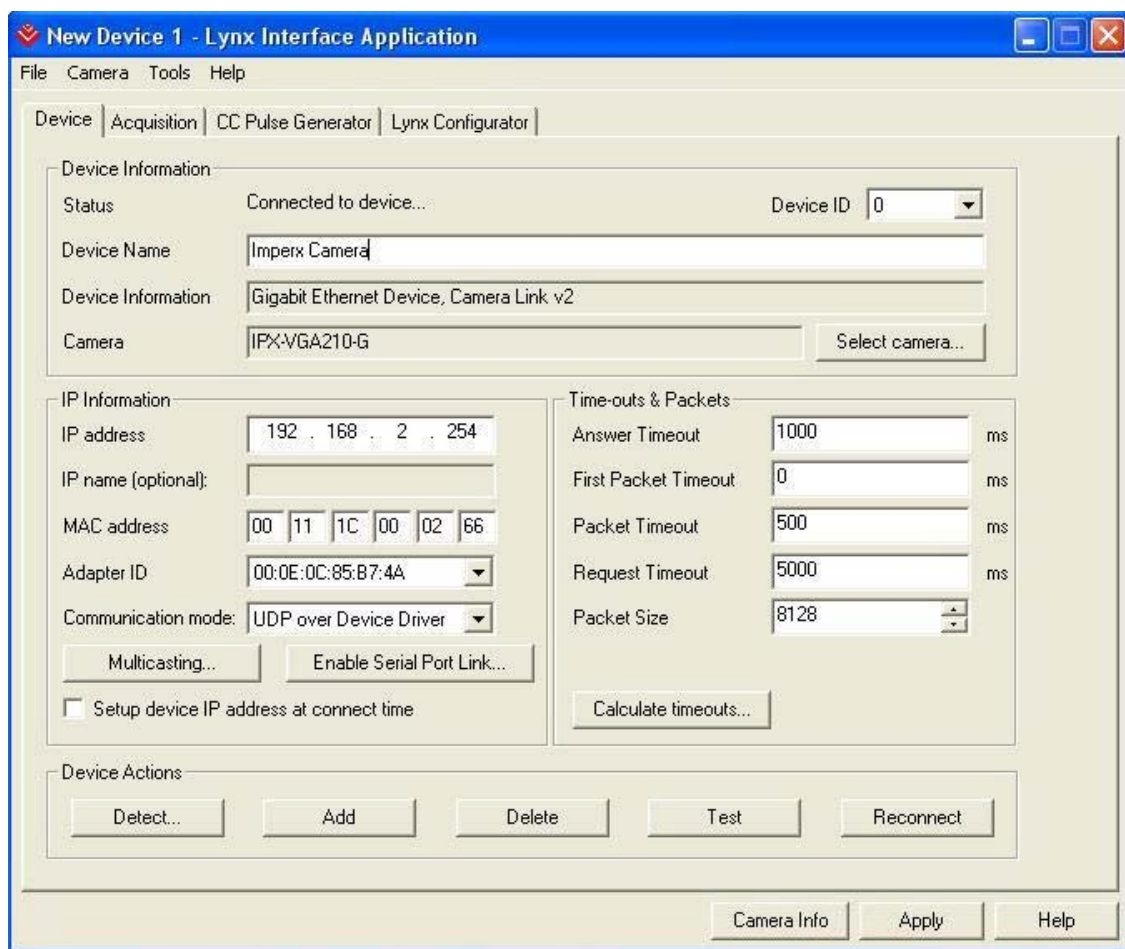 New Device 1 - Lynx Interface Application
File Camera Tools Help
Device Acquisition CC Pulse Generator Lynx Configurator
Device Information
Status Connected to device... Device ID 0
Device Name Imperx Camera
Device Information Gigabit Ethernet Device, Camera Link v2
Camera IPX-VGA210-G Select camera...
IP Information
IP address 192 . 168 . 2 . 254
IP name (optional):
MAC address 00 11 1C 00 02 66
Adapter ID 00:0E:0C:85:B7:4A
Communication mode: UDP over Device Driver
Multicasting... Enable Serial Port Link...
Setup device IP address at connect time
Time-outs & Packets
Answer Timeout 1000 ms
First Packet Timeout 0 ms
Packet Timeout 500 ms
Request Timeout 5000 ms
Packet Size 8128
Calculate timeouts...
Device Actions
Detect... Add Delete Test Reconnect
Camera Info Apply Help